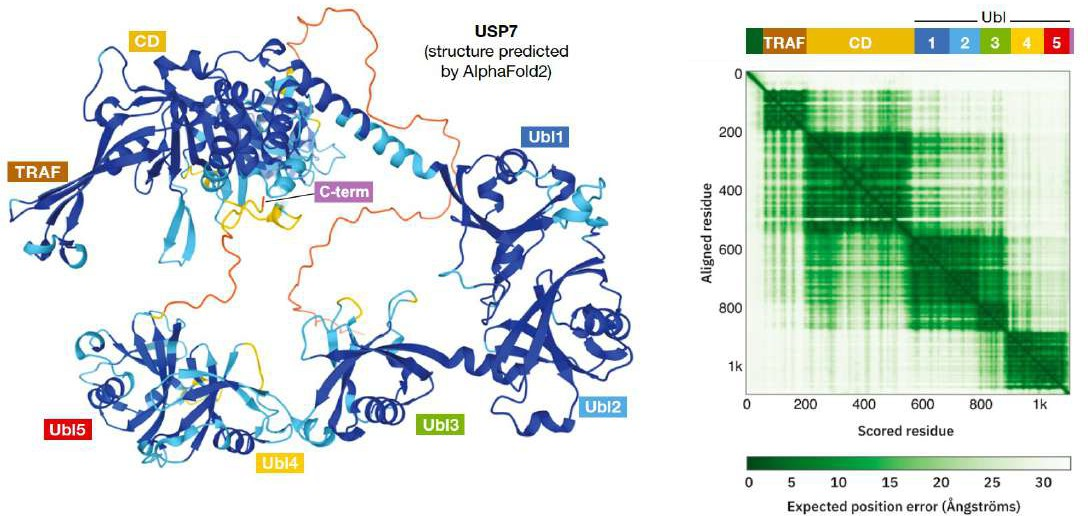 USP7
(structure predicted
by AlphaFold2)
CD
TRAF
C-term
Ubl1
Ubl2
Ubl3
Ubl4
Ubl5
Ubl
TRAF CD 1 2 3 4 5
0
200
400
600
800
1k
Aligned residue
0 200 400 600 800 1k
Scored residue
0 5 10 15 20 25 30
Expected position error (Ångströms)